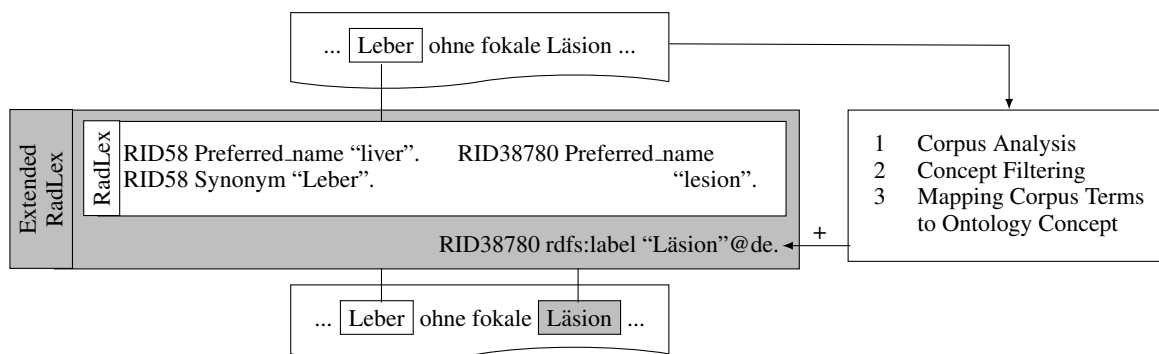 ... Leber ohne fokale Läsion ...
Extended
RadLex
RadLex
RID58 Preferred_name “liver”. RID38780 Preferred_name
RID58 Synonym “Leber”. “lesion”.
RID38780 rdfs:label “Läsion”@de.
+
1 Corpus Analysis
2 Concept Filtering
3 Mapping Corpus Terms
to Ontology Concept
... Leber ohne fokale Läsion ...